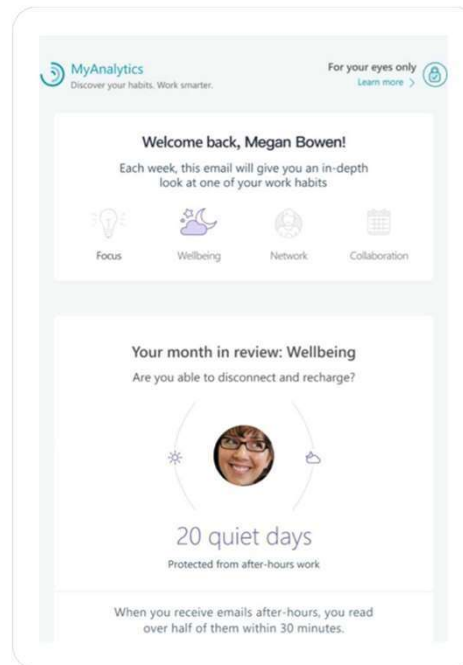 MyAnalytics
Discover your habits. Work smarter.
For your eyes only
Learn more >
Welcome back, Megan Bowen!
Each week, this email will give you an in-depth
look at one of your work habits
Focus
Wellbeing
Network
Collaboration
Your month in review: Wellbeing
Are you able to disconnect and recharge?
20 quiet days
Protected from after-hours work
When you receive emails after-hours, you read
over half of them within 30 minutes.